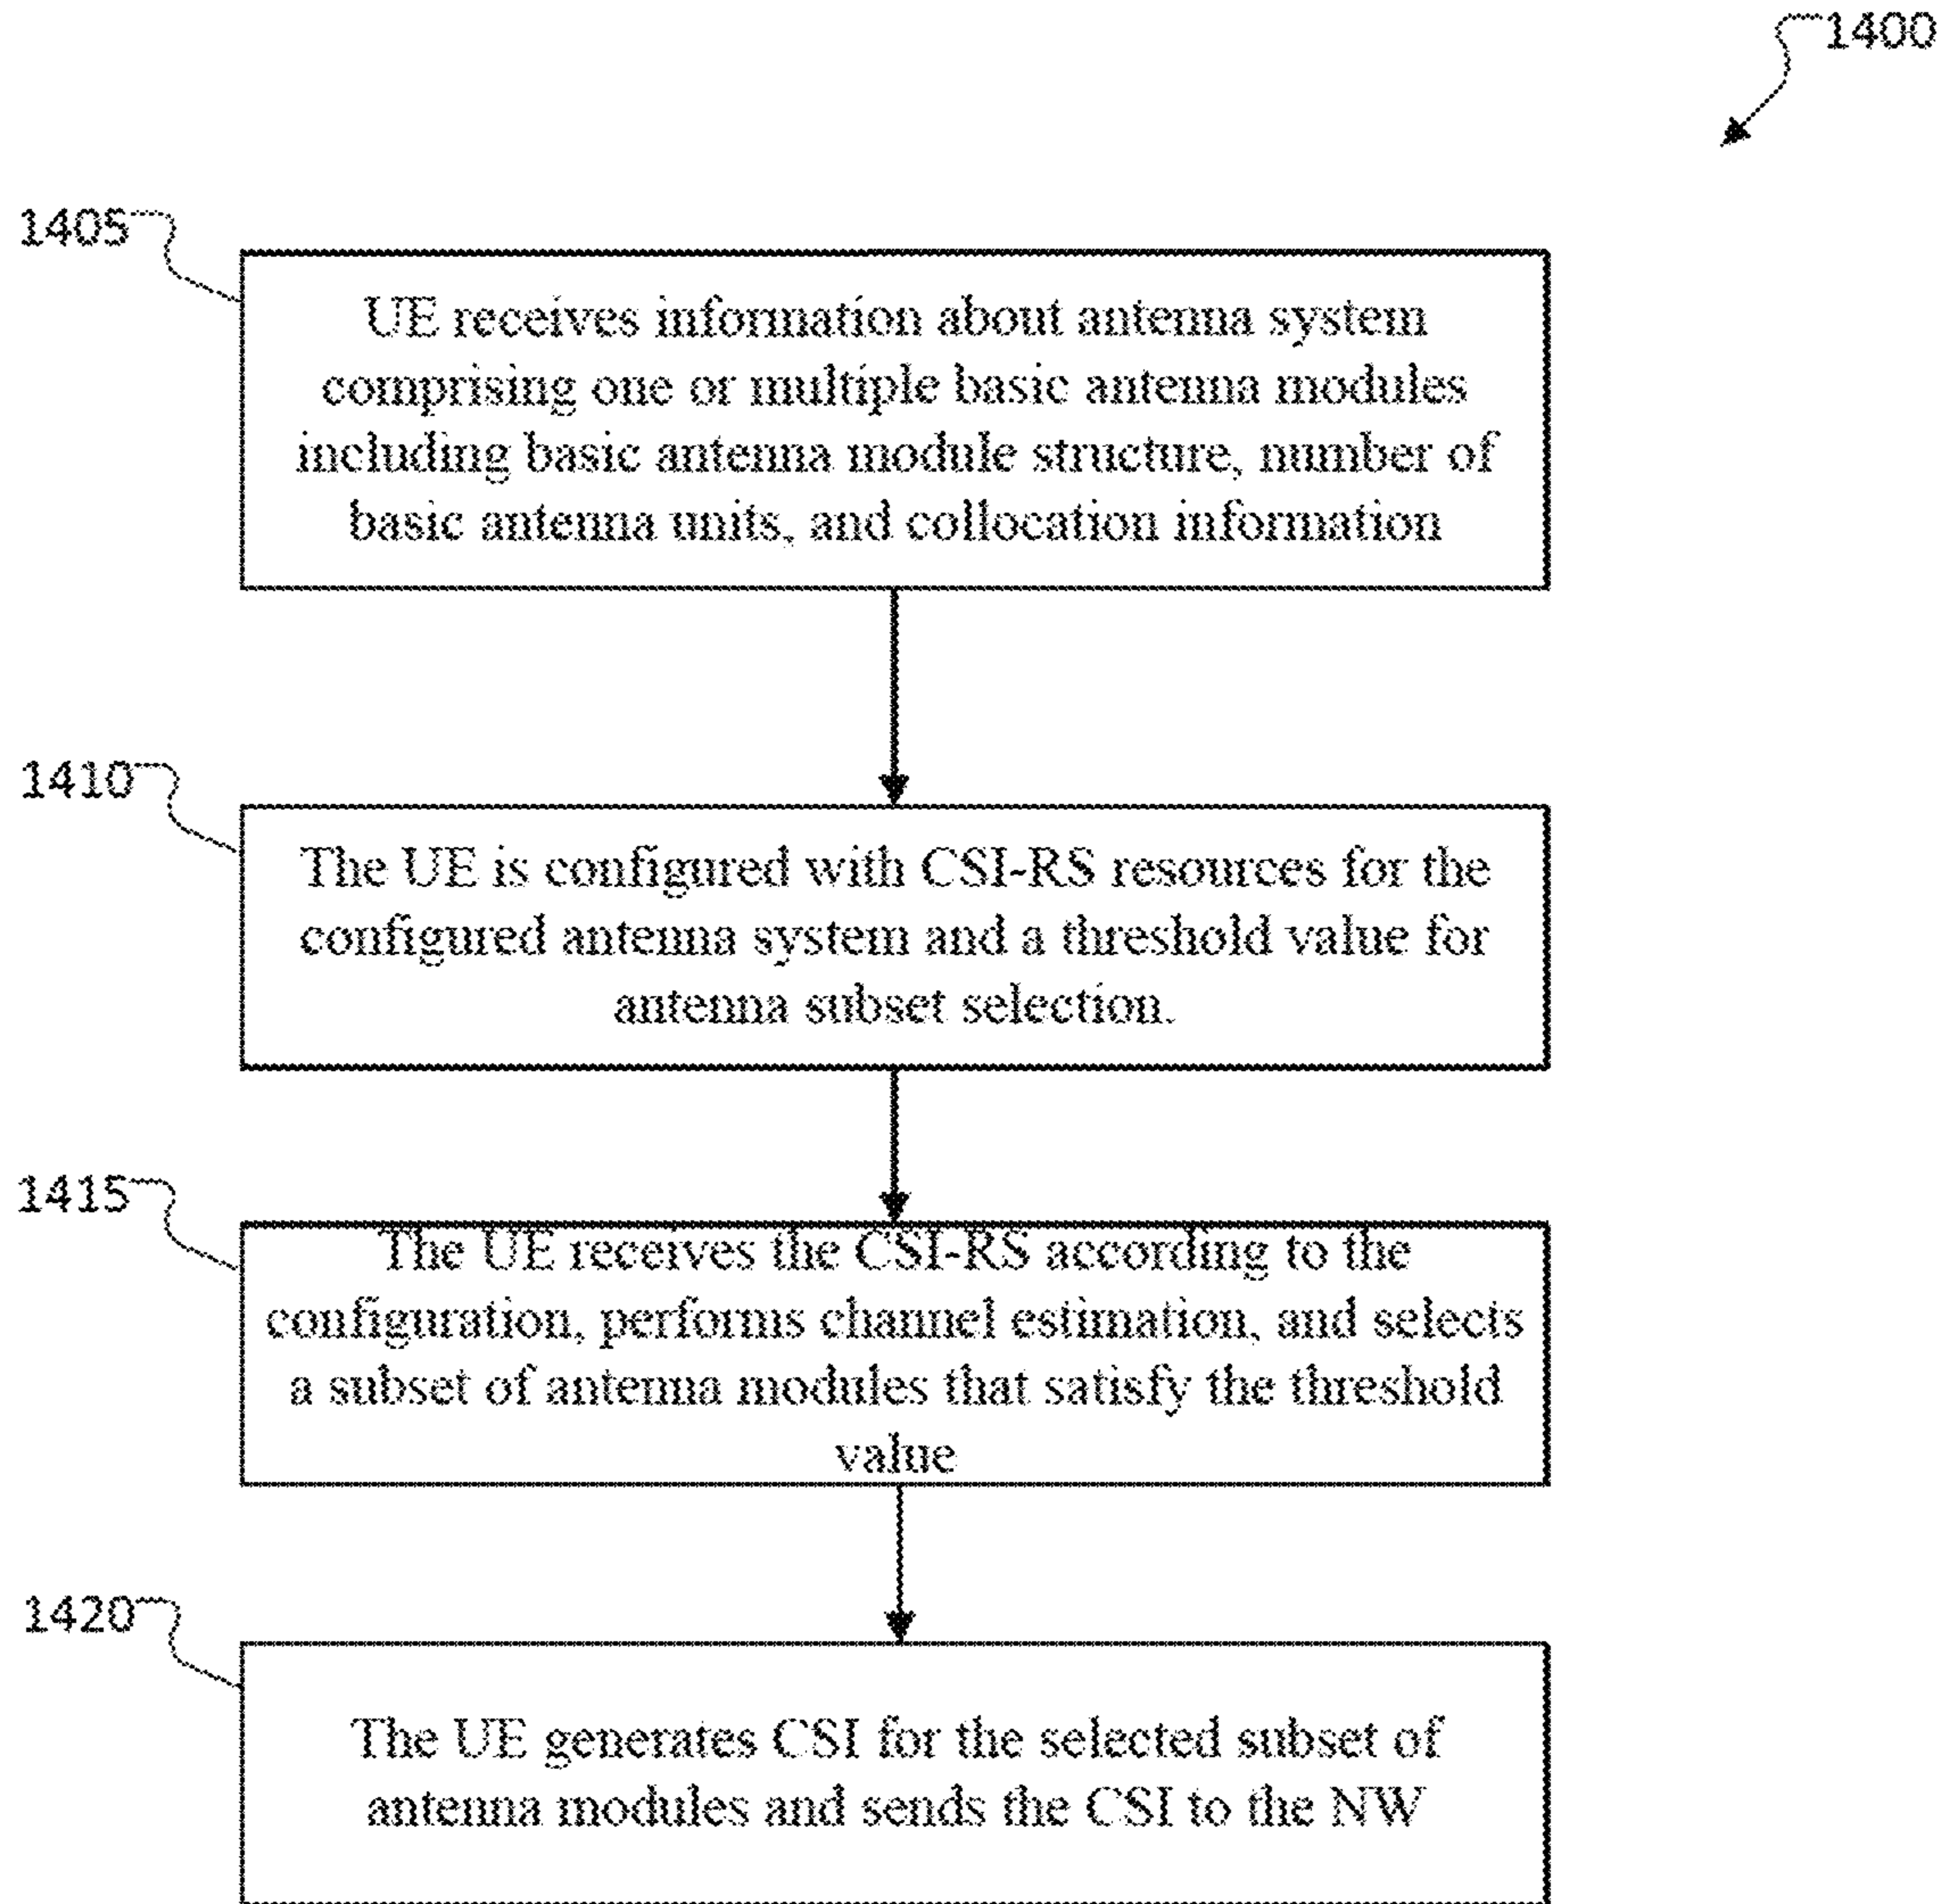 1400
1405
UE receives information about antenna system
comprising one or multiple basic antenna modules
including basic antenna module structure, number of
basic antenna units, and collocation information
1410
The UE is configured with CSI-RS resources for the
configured antenna system and a threshold value for
antenna subset selection.
1415
The UE receives the CSI-RS according to the
configuration, performs channel estimation, and selects
a subset of antenna modules that satisfy the threshold
value
1420
The UE generates CSI for the selected subset of
antenna modules and sends the CSI to the NW